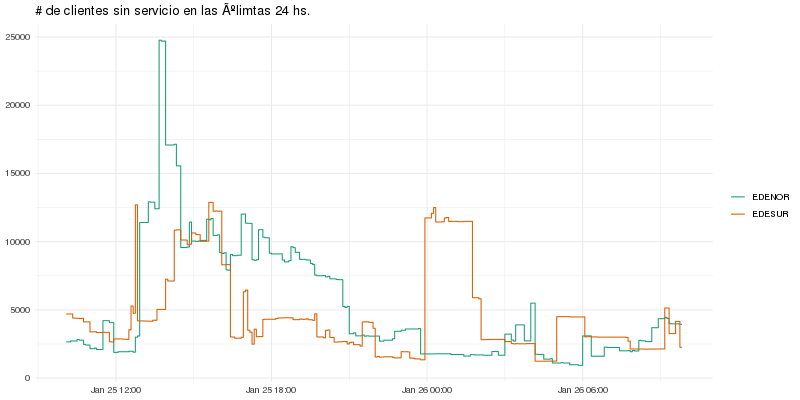 # de clientes sin servicio en las Ãºlimtas 24 hs.
25000
20000
15000
10000
5000
0
Jan 25 12:00
Jan 25 18:00
Jan 26 00:00
Jan 26 06:00
EDENOR
EDESUR